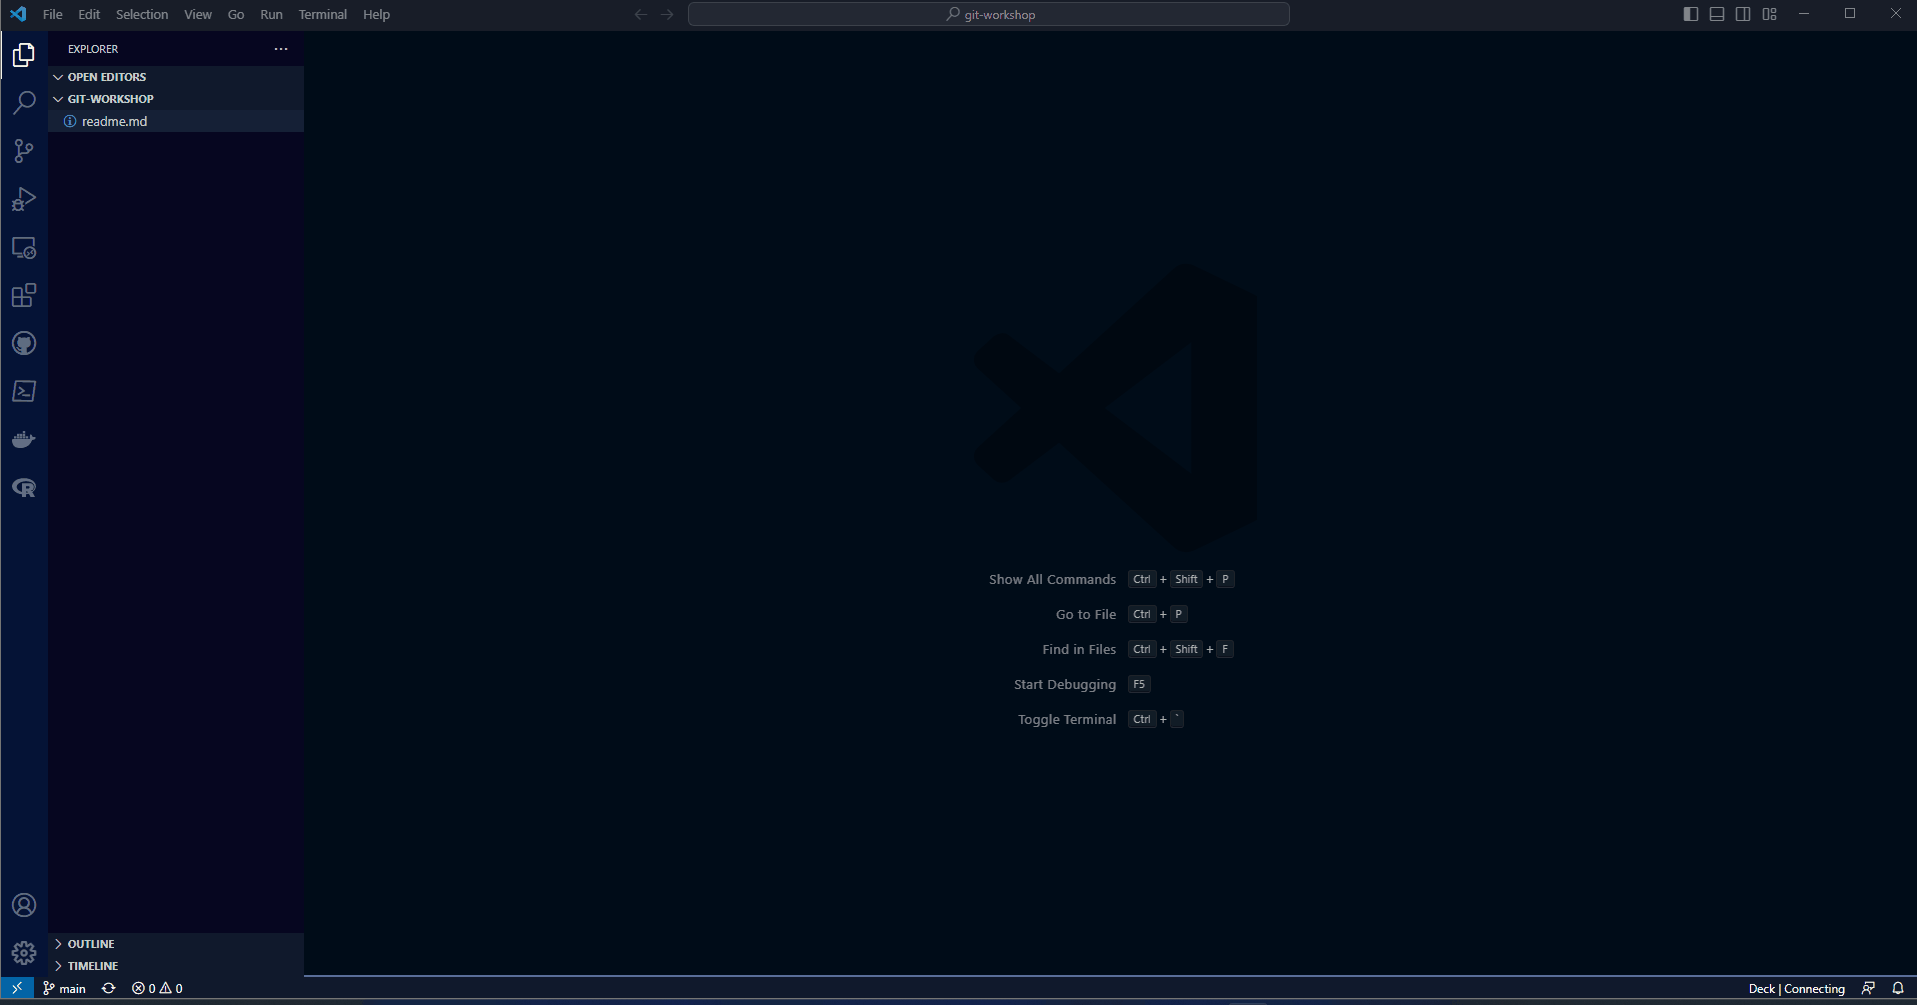 File Edit Selection View Go Run Terminal Help
git-workshop
EXPLORER
OPEN EDITORS
GIT-WORKSHOP
readme.md
Show All Commands Ctrl + Shift + P
Go to File Ctrl + P
Find in Files Ctrl + Shift + F
Start Debugging F5
Toggle Terminal Ctrl + `
OUTLINE
TIMELINE
main 0 0 Deck | Connecting